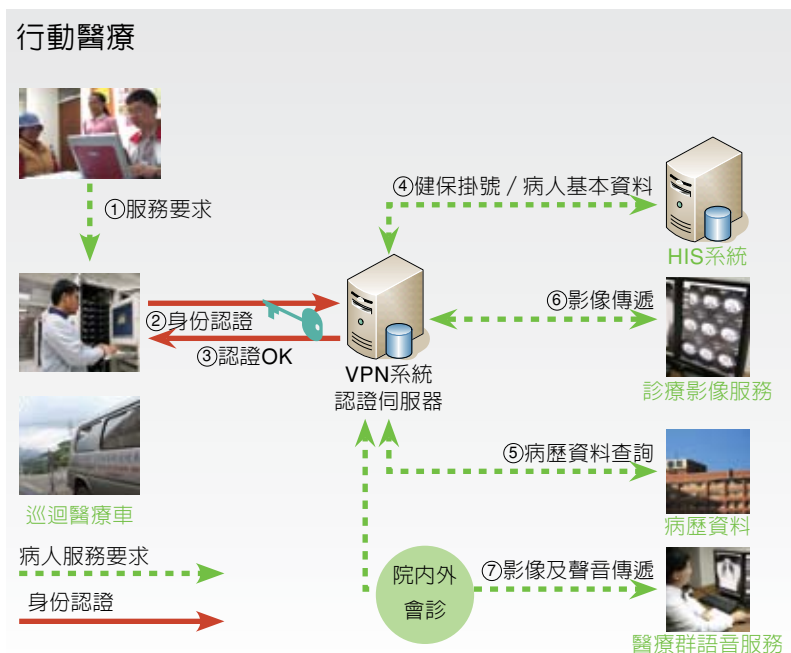 行動醫療
①服務要求
④健保掛號／病人基本資料
HIS系統
②身份認證
③認證OK
⑥影像傳遞
VPN系統
認證伺服器
診療影像服務
⑤病歷資料查詢
巡迴醫療車
病歷資料
病人服務要求
身份認證
院內外
會診
⑦影像及聲音傳遞
醫療群語音服務